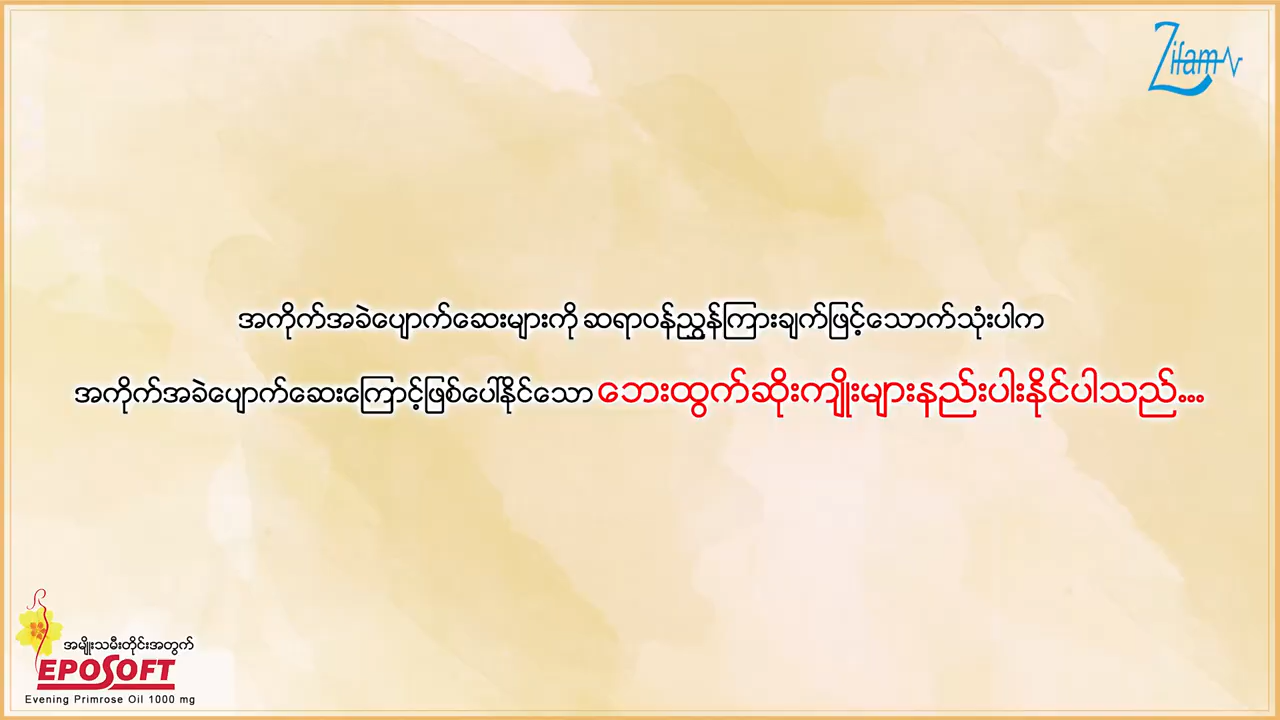 Zifam
အကိုက်အခဲပျောက်ဆေးများကို ဆရာဝန်ညွှန်ကြားချက်ဖြင့်သောက်သုံးပါက
အကိုက်အခဲပျောက်ဆေးကြောင့်ဖြစ်ပေါ်နိုင်သော ဘေးထွက်ဆိုးကျိုးများနည်းပါးနိုင်ပါသည်...
အမျိုးသမီးတိုင်းအတွက်
EPOSOFT
Evening Primrose Oil 1000 mg